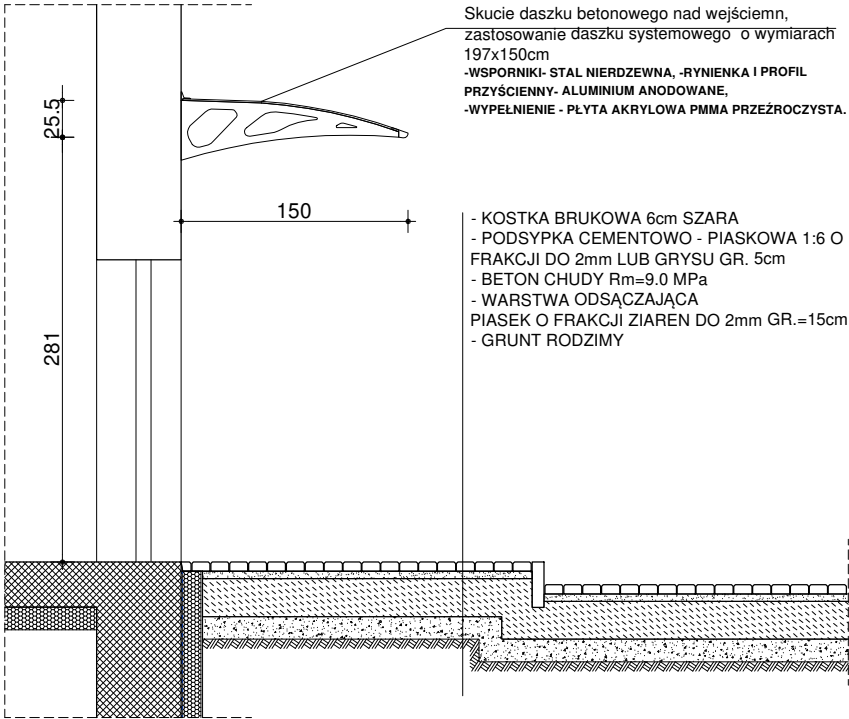 Skucie daszku betonowego nad wejściemn,
zastosowanie daszku systemowego o wymiarach
197x150cm
-WSPORNIKI- STAL NIERDZEWNA, -RYNIENKA I PROFIL
PRZYŚCIENNY- ALUMINIUM ANODOWANE,
-WYPEŁNIENIE - PŁYTA AKRYLOWA PMMA PRZEŹROCZYSTA.
25.5
150
281
- KOSTKA BRUKOWA 6cm SZARA
- PODSYPKA CEMENTOWO - PIASKOWA 1:6 O
FRAKCJI DO 2mm LUB GRYSU GR. 5cm
- BETON CHUDY Rm=9.0 MPa
- WARSTWA ODSĄCZAJĄCA
PIASEK O FRAKCJI ZIAREN DO 2mm GR.=15cm
- GRUNT RODZIMY